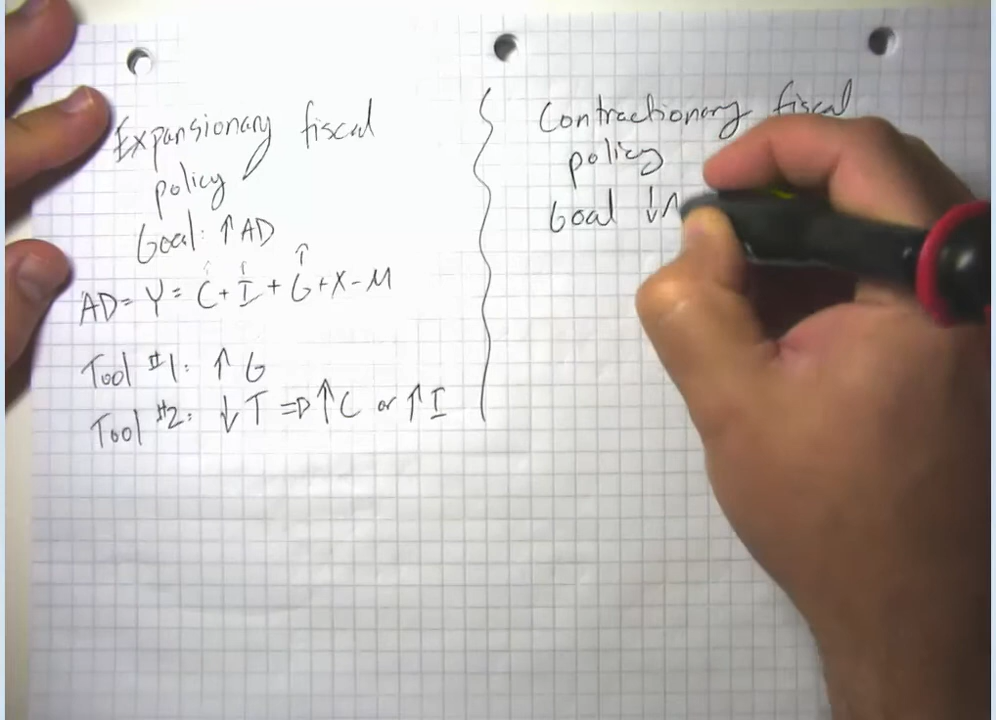 Expansionary fiscal
policy
Goal: ↑ AD
AD = Y = C + I + G + X - M
Tool #1: ↑ G
Tool #2: ↓ T => ↑ C or ↑ I
Contractionary fiscal
policy
Goal ↓